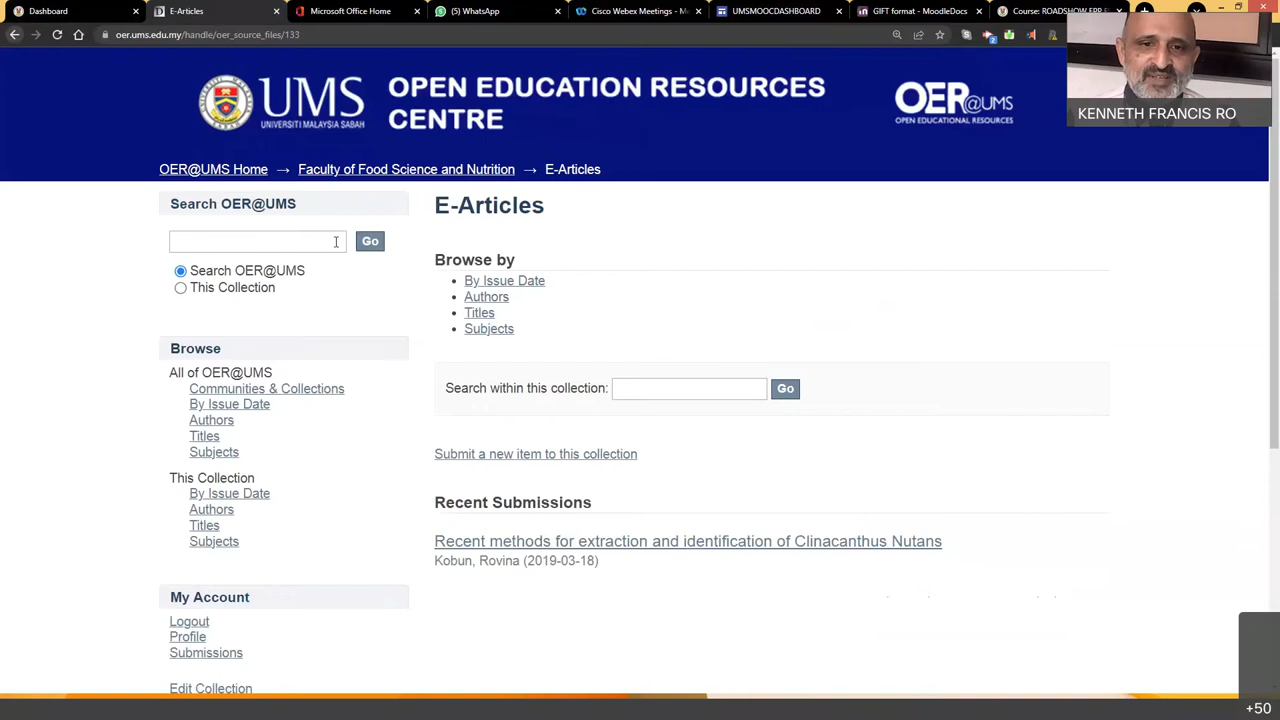 Dashboard
E-Articles
Microsoft Office Home
(5) WhatsApp
Cisco Webex Meetings - M
UMSMOOCDASHBOARD
GIFT format - MoodleDocs
Course: ROADSHOW EPP F
oer.ums.edu.my/handle/oer_source_files/133
UMS
UNIVERSITI MALAYSIA SABAH
OPEN EDUCATION RESOURCES
CENTRE
OER@UMS
OPEN EDUCATIONAL RESOURCES
KENNETH FRANCIS RO
OER@UMS Home → Faculty of Food Science and Nutrition → E-Articles
Search OER@UMS
Go
Search OER@UMS
This Collection
Browse
All of OER@UMS
Communities & Collections
By Issue Date
Authors
Titles
Subjects
This Collection
By Issue Date
Authors
Titles
Subjects
My Account
Logout
Profile
Submissions
Edit Collection
E-Articles
Browse by
By Issue Date
Authors
Titles
Subjects
Search within this collection: Go
Submit a new item to this collection
Recent Submissions
Recent methods for extraction and identification of Clinacanthus Nutans
Kobun, Rovina (2019-03-18)
+50